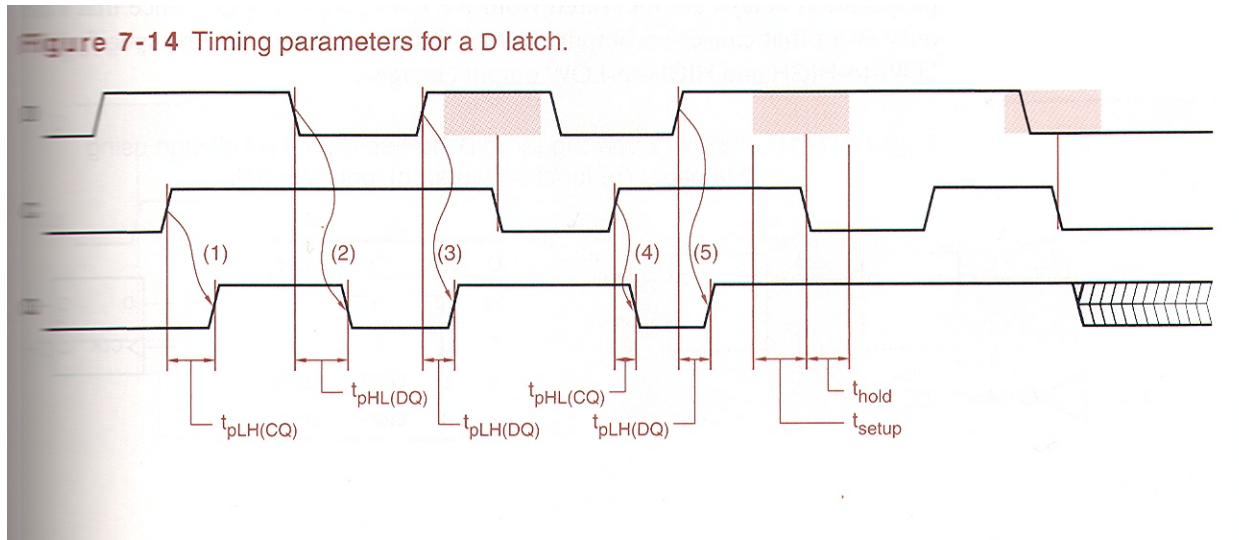 Figure 7-14 Timing parameters for a D latch.
(1)
(2)
(3)
(4)
(5)
tpHL(DQ)
tpHL(CQ)
thold
tpLH(CQ)
tpLH(DQ)
tpLH(DQ)
tsetup